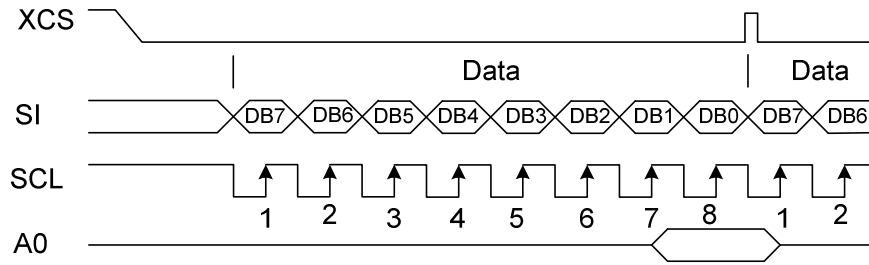 XCS
Data Data
SI DB7 DB6 DB5 DB4 DB3 DB2 DB1 DB0 DB7 DB6
SCL
1 2 3 4 5 6 7 8 1 2
A0